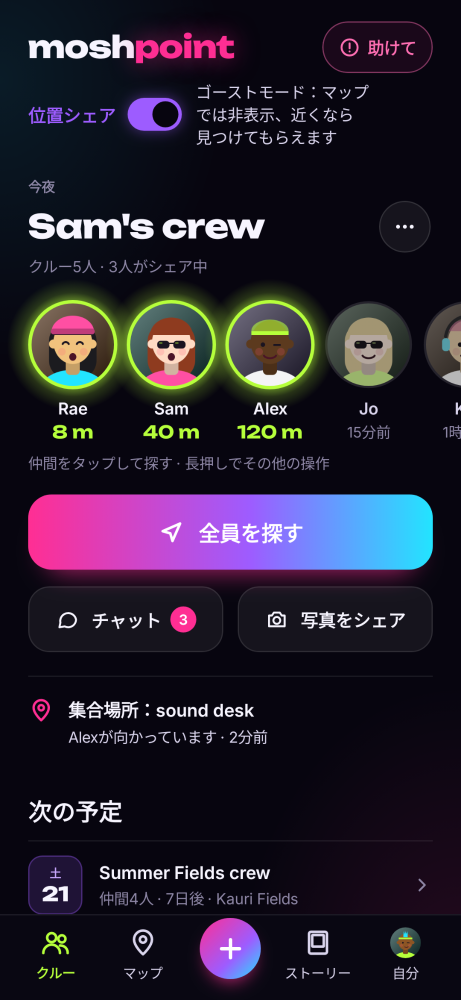 moshpoint
助けて
位置シェア
ゴーストモード：マップ
では非表示、近くなら
見つけてもらえます
今夜
Sam's crew
クルー5人 · 3人がシェア中
Rae
Sam
Alex
Jo
K
8 m
40 m
120 m
15分前
1時
仲間をタップして探す · 長押しでその他の操作
全員を探す
チャット
3
写真をシェア
集合場所：sound desk
Alexが向かっています · 2分前
次の予定
土
21
Summer Fields crew
仲間4人 · 7日後 · Kauri Fields
クルー
マップ
ストーリー
自分